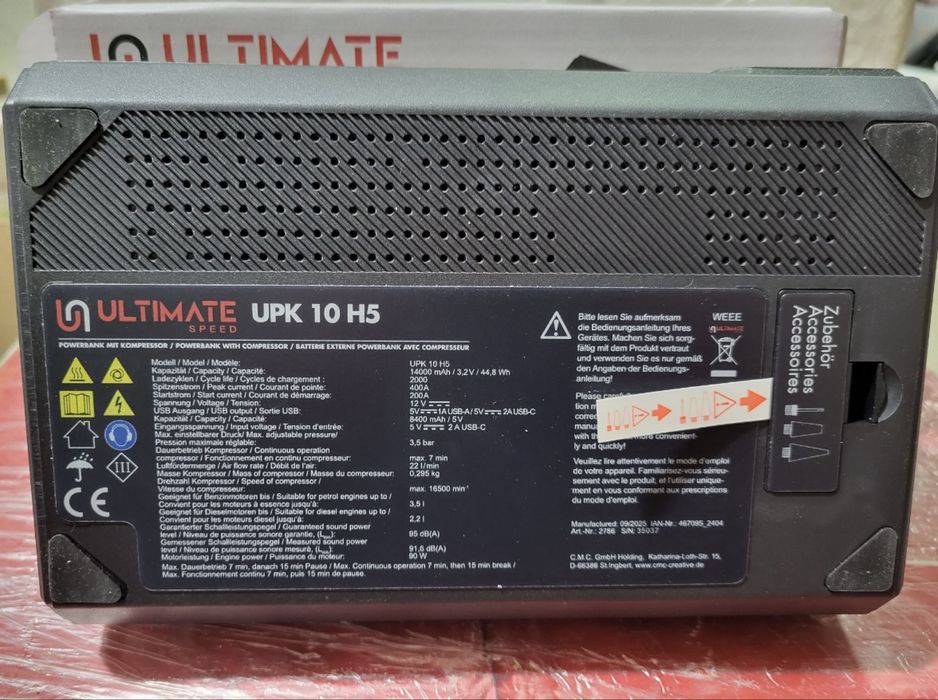 ULTIMATE
ULTIMATE
SPEED
UPK 10 H5
POWERBANK MIT KOMPRESSOR / POWERBANK WITH COMPRESSOR / BATTERIE EXTERNE POWERBANK AVEC COMPRESSEUR
Modell / Model / Modèle: UPK 10 H5
Kapazität / Capacity / Capacité: 14000 mAh / 3,2V / 44,8 Wh
Ladezyklen / Cycle life / Cycles de chargement : 2000
Spitzenstrom / Peak current / Courant de pointe: 400A
Startstrom / Start current / Courant de démarrage: 200A
Spannung / Voltage / Tension: 12 V
USB Ausgang / USB output / Sortie USB: 5V 1A USB-A / 5V 2A USB-C
Kapazität / Capacity / Capacité : 8400 mAh / 5V
Eingangsspannung / Input voltage / Tension d'entrée: 5 V 2 A USB-C
Max. einstellbarer Druck/ Max. adjustable pressure/
Pression maximale réglable: 3,5 bar
Dauerbetrieb Kompressor / Continuous operation
compressor / Fonctionnement en continu compresseur: max. 7 min
Luftfördermenge / Air flow rate / Débit de l'air: 22 l/min
Masse Kompressor / Mass of compressor / Masse du compresseur: 0,295 kg
Drehzahl Kompressor / Speed of compressor /
Vitesse du compresseur: max. 16500 min⁻¹
Geeignet für Benzinmotoren bis / Suitable for petrol engines up to /
Convient pour les moteurs à essence jusqu'à: 3,5 l
Geeignet für Dieselmotoren bis / Suitable for diesel engines up to /
Convient pour les moteurs diesel jusqu'à: 2,2 l
Garantierter Schallleistungspegel / Guaranteed sound power
level / Niveau de puissance sonore garantie, (LWA): 95 dB(A)
Gemessener Schallleistungspegel / Measured sound power
level / Niveau de puissance sonore mesuré, (LWA): 91,6 dB(A)
Motorleistung / Engine power / Puissance du moteur: 90 W
Max. Dauerbetrieb 7 min, danach 15 min Pause / Max. Continuous operation 7 min, then 15 min break /
Max. Fonctionnement continu 7 min, puis 15 min de pause.
III
CE
Bitte lesen Sie aufmerksam
die Bedienungsanleitung Ihres
Gerätes. Machen Sie sich sorg-
fältig mit dem Produkt vertraut
und verwenden Sie es nur gemäß
den Angaben der Bedienungs-
anleitung!
Please
tion
manu
with th more convenient-
ly and quickly!
Veuillez lire attentivement le mode d'emploi
de votre appareil. Familiarisez-vous sérieu-
sement avec le produit, et l'utiliser unique-
ment en vous conformant aux prescriptions
du mode d'emploi.
Manufactured: 09/2025 IAN-Nr.: 467085_2404
Art.-Nr.: 2786 S/N: 35037
C.M.C. GmbH Holding, Katharina-Loth-Str. 15,
D-66386 St.Ingbert, www.cmc-creative.de
WEEE
ULTIMATE
Zubehör
Accessories
Accessoires